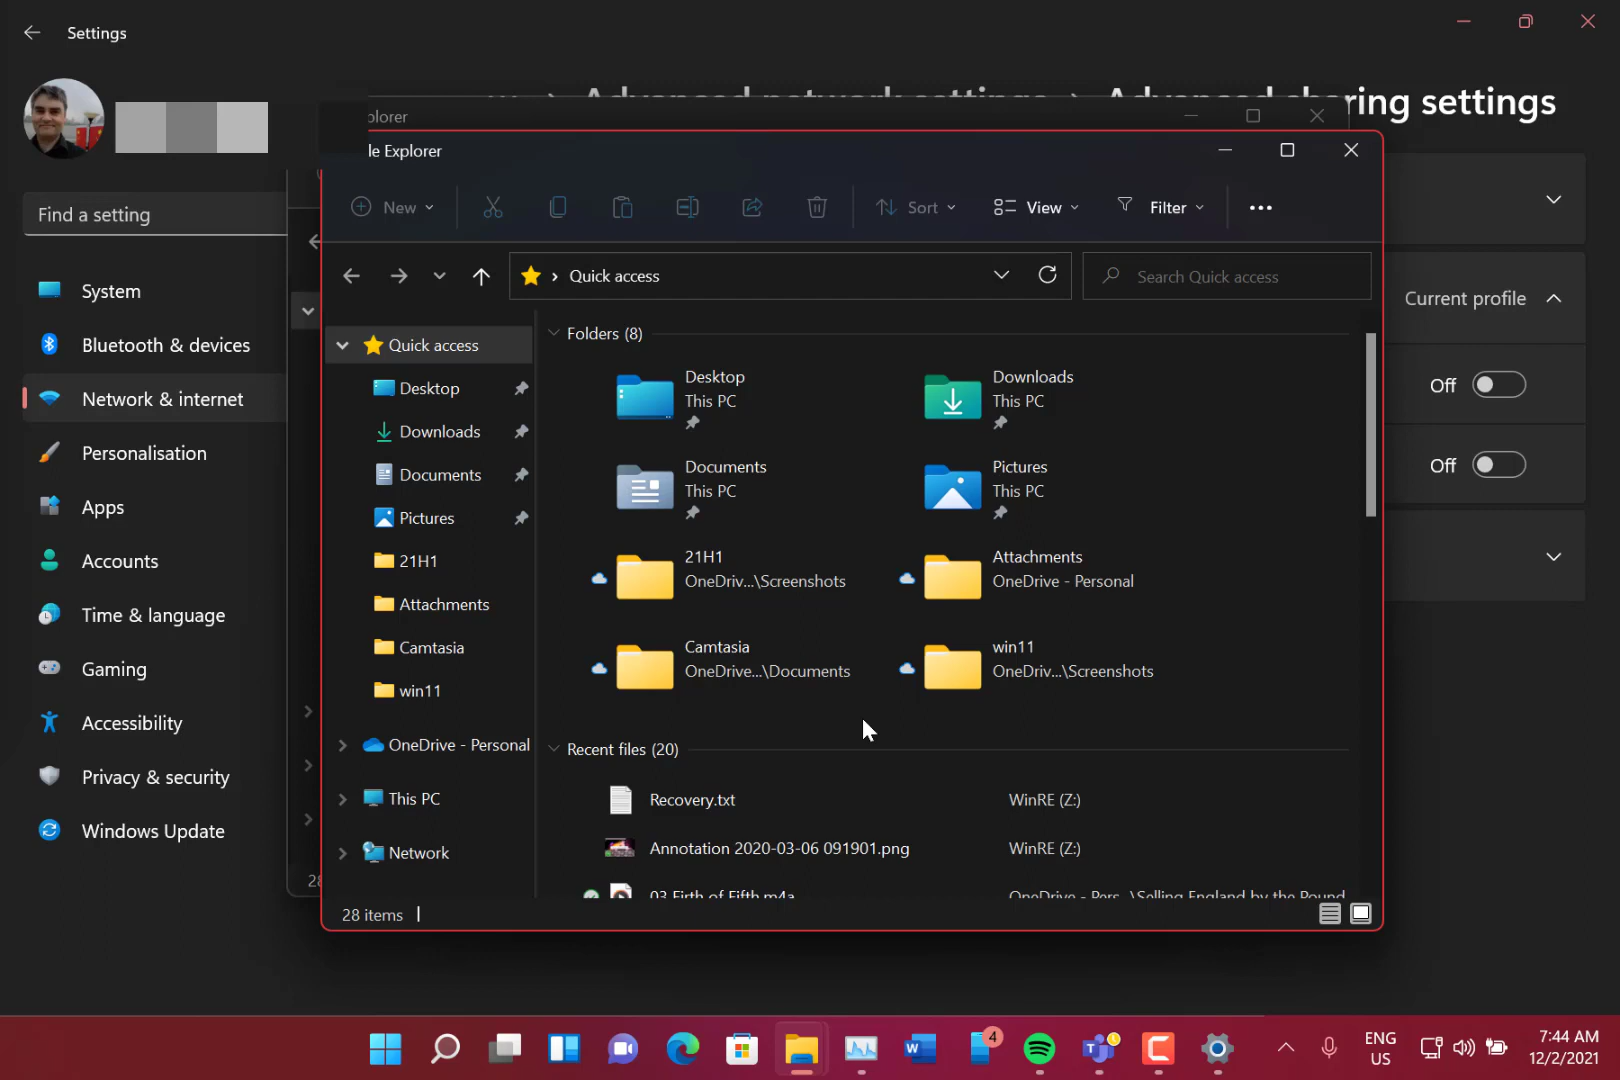 Settings
Advanced sharing settings
plorer
le Explorer
New
Sort
View
Filter
Find a setting
Quick access
Search Quick access
System
Bluetooth & devices
Network & internet
Personalisation
Apps
Accounts
Time & language
Gaming
Accessibility
Privacy & security
Windows Update
Quick access
Desktop
Downloads
Documents
Pictures
21H1
Attachments
Camtasia
win11
OneDrive - Personal
This PC
Network
Folders (8)
Desktop
This PC
Downloads
This PC
Documents
This PC
Pictures
This PC
21H1
OneDriv...\Screenshots
Attachments
OneDrive - Personal
Camtasia
OneDrive...\Documents
win11
OneDriv...\Screenshots
Recent files (20)
Recovery.txt
WinRE (Z:)
Annotation 2020-03-06 091901.png
WinRE (Z:)
03 Firth of Fifth.m4a
OneDrive - Pers...\Selling England by the Pound
28 items
28
Current profile
Off
Off
4
ENG
US
7:44 AM
12/2/2021